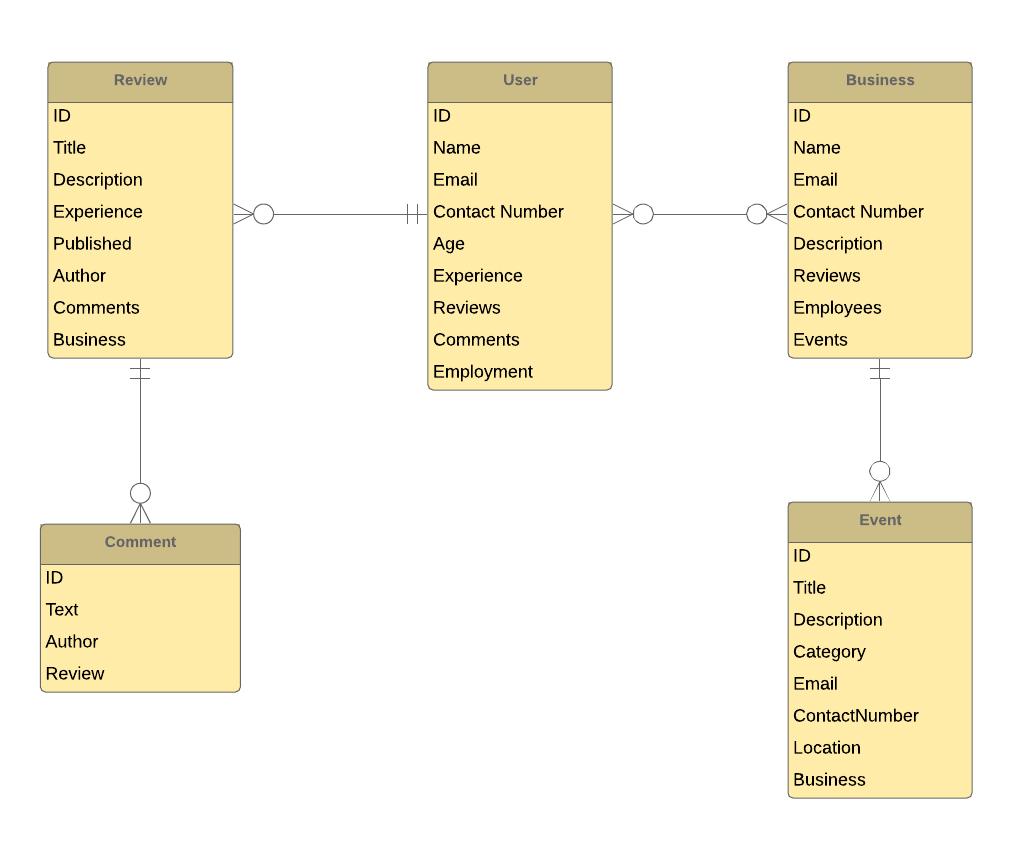 Review
ID
Title
Description
Experience
Published
Author
Comments
Business
User
ID
Name
Email
Contact Number
Age
Experience
Reviews
Comments
Employment
Business
ID
Name
Email
Contact Number
Description
Reviews
Employees
Events
Comment
ID
Text
Author
Review
Event
ID
Title
Description
Category
Email
ContactNumber
Location
Business